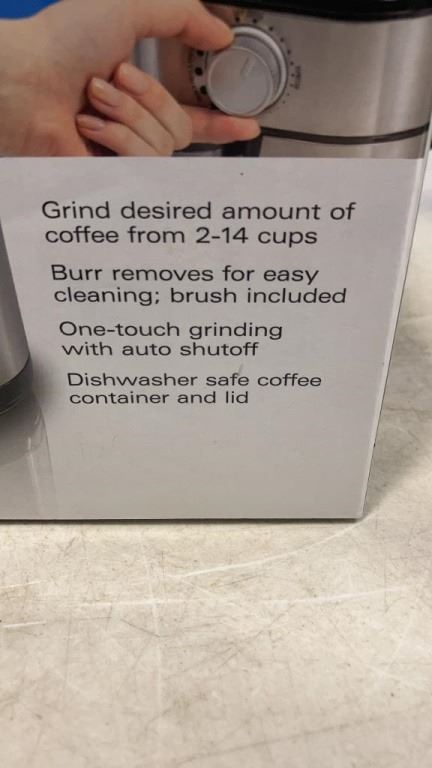 Grind desired amount of
coffee from 2-14 cups
Burr removes for easy
cleaning; brush included
One-touch grinding
with auto shutoff
Dishwasher safe coffee
container and lid